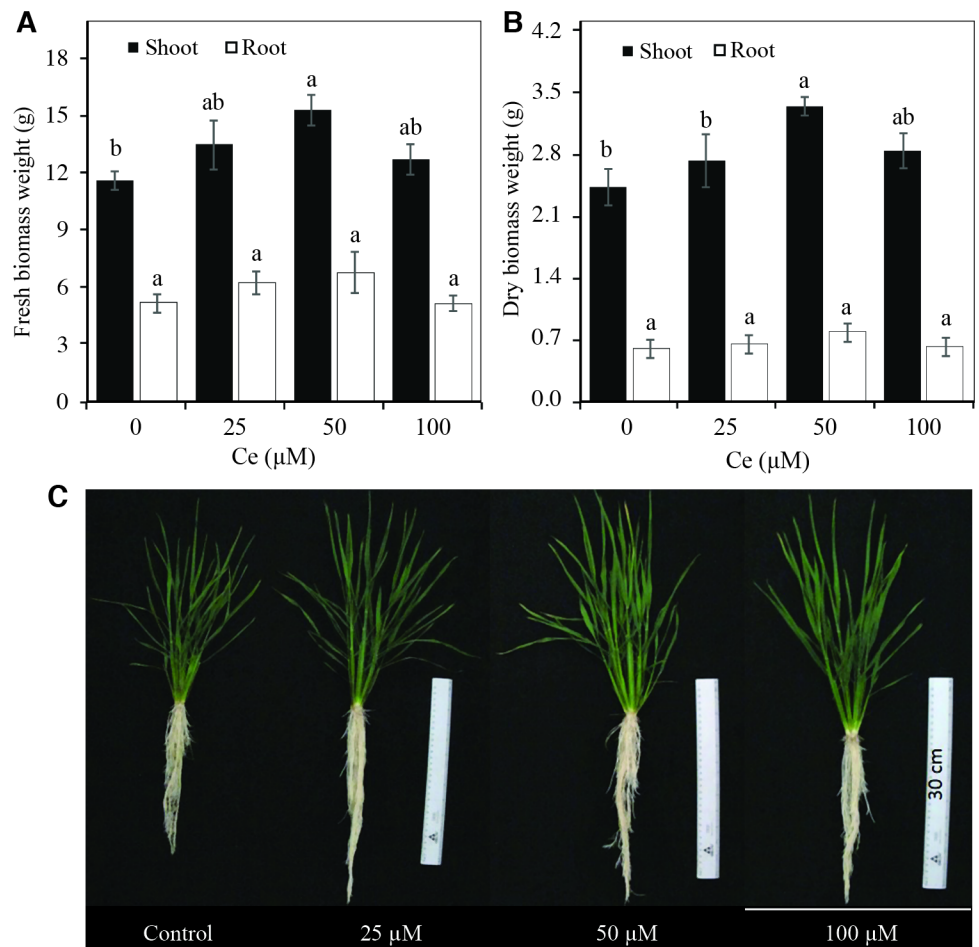 A
Fresh biomass weight (g)
18
15
12
9
6
3
0
Shoot Root
b
ab
a
ab
a
a
a
a
0 25 50 100
Ce (μM)
B
Dry biomass weight (g)
4.2
3.5
2.8
2.1
1.4
0.7
0.0
Shoot Root
b
b
a
ab
a
a
a
a
0 25 50 100
Ce (μM)
C
30 cm
Control 25 μM 50 μM 100 μM